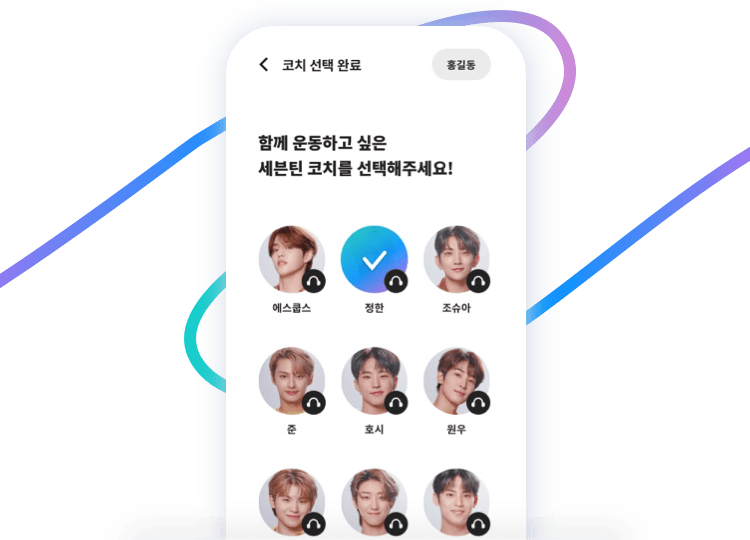 코치 선택 완료
홍길동
함께 운동하고 싶은
세븐틴 코치를 선택해주세요!
에스쿱스
정한
조슈아
준
호시
원우